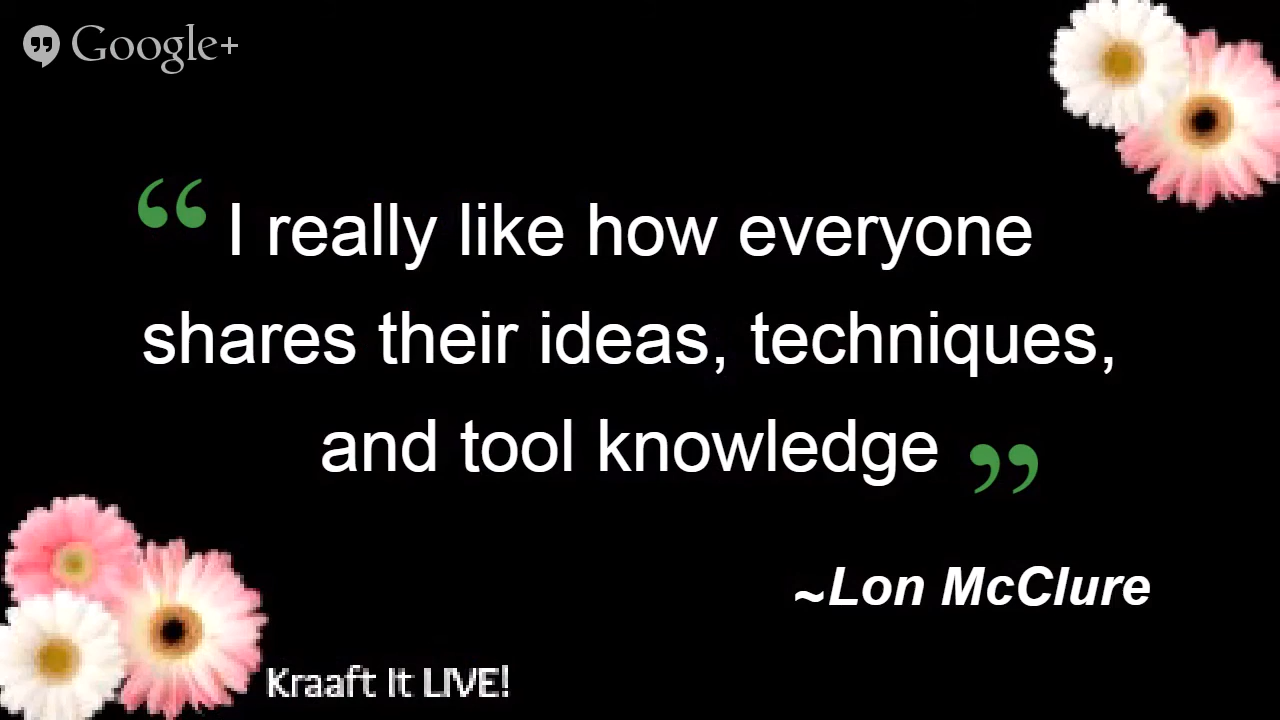 Google+
“ I really like how everyone
shares their ideas, techniques,
and tool knowledge ”
~Lon McClure
Kraaft It LIVE!